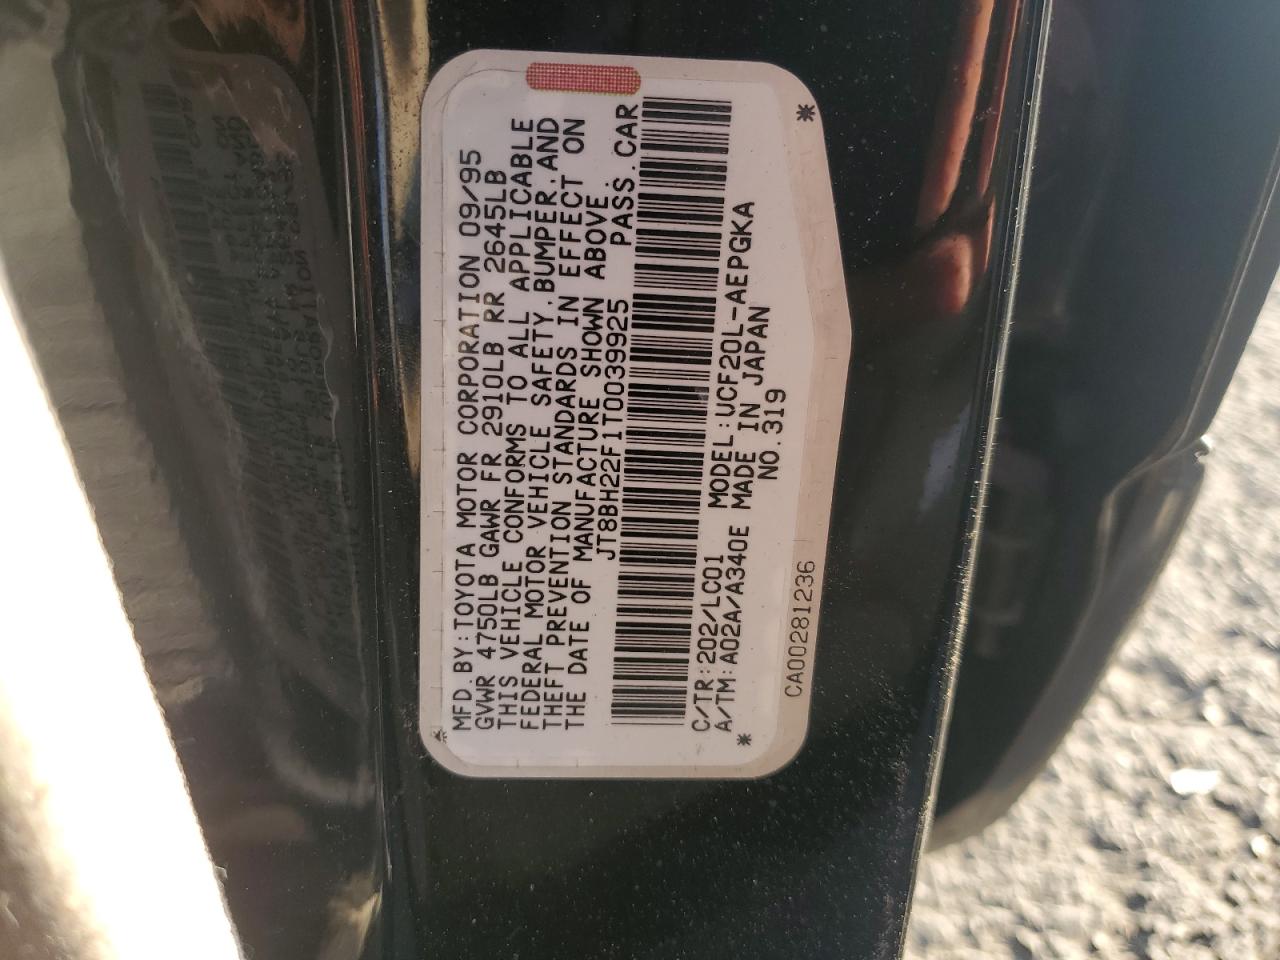 MFD.BY:TOYOTA MOTOR CORPORATION 09/95
GVWR 4750LB GAWR FR 2910LB RR 2645LB
THIS VEHICLE CONFORMS TO ALL APPLICABLE
FEDERAL MOTOR VEHICLE SAFETY,BUMPER,AND
THEFT PREVENTION STANDARDS IN EFFECT ON
THE DATE OF MANUFACTURE SHOWN ABOVE
JT8BH22F1T0039925 PASS.CAR
C/TR:202/LC01 MODEL:UCF20L-AEPGKA
A/TM:A02A/A340E MADE IN JAPAN
NO.319
CA00281236